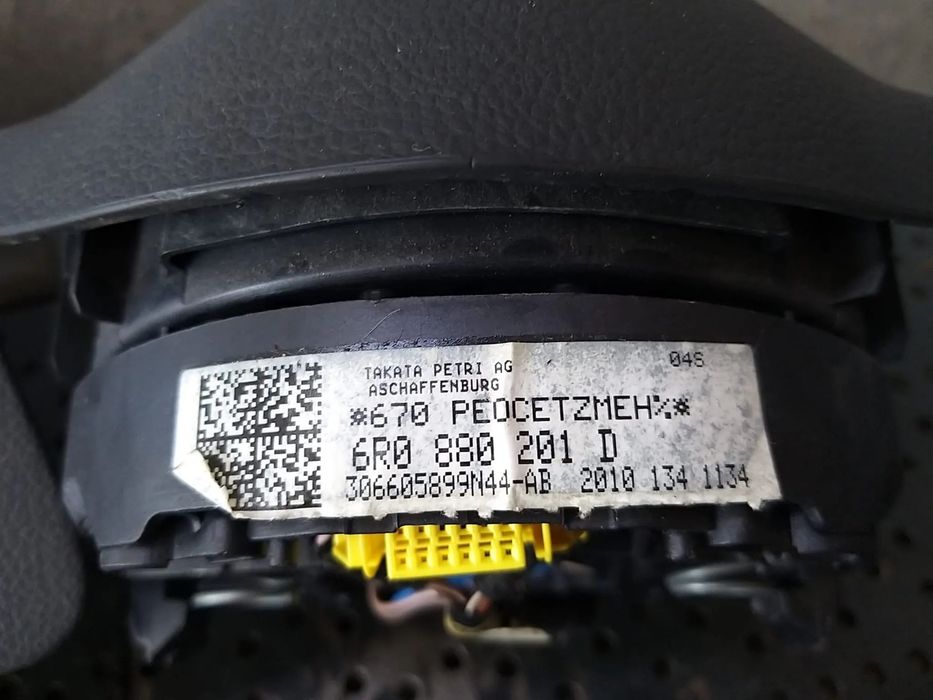 TAKATA PETRI AG 04S
ASCHAFFENBURG
*670 PEOCETZMEH%*
6R0 880 201 D
306605899N44-AB 2010 134 1134